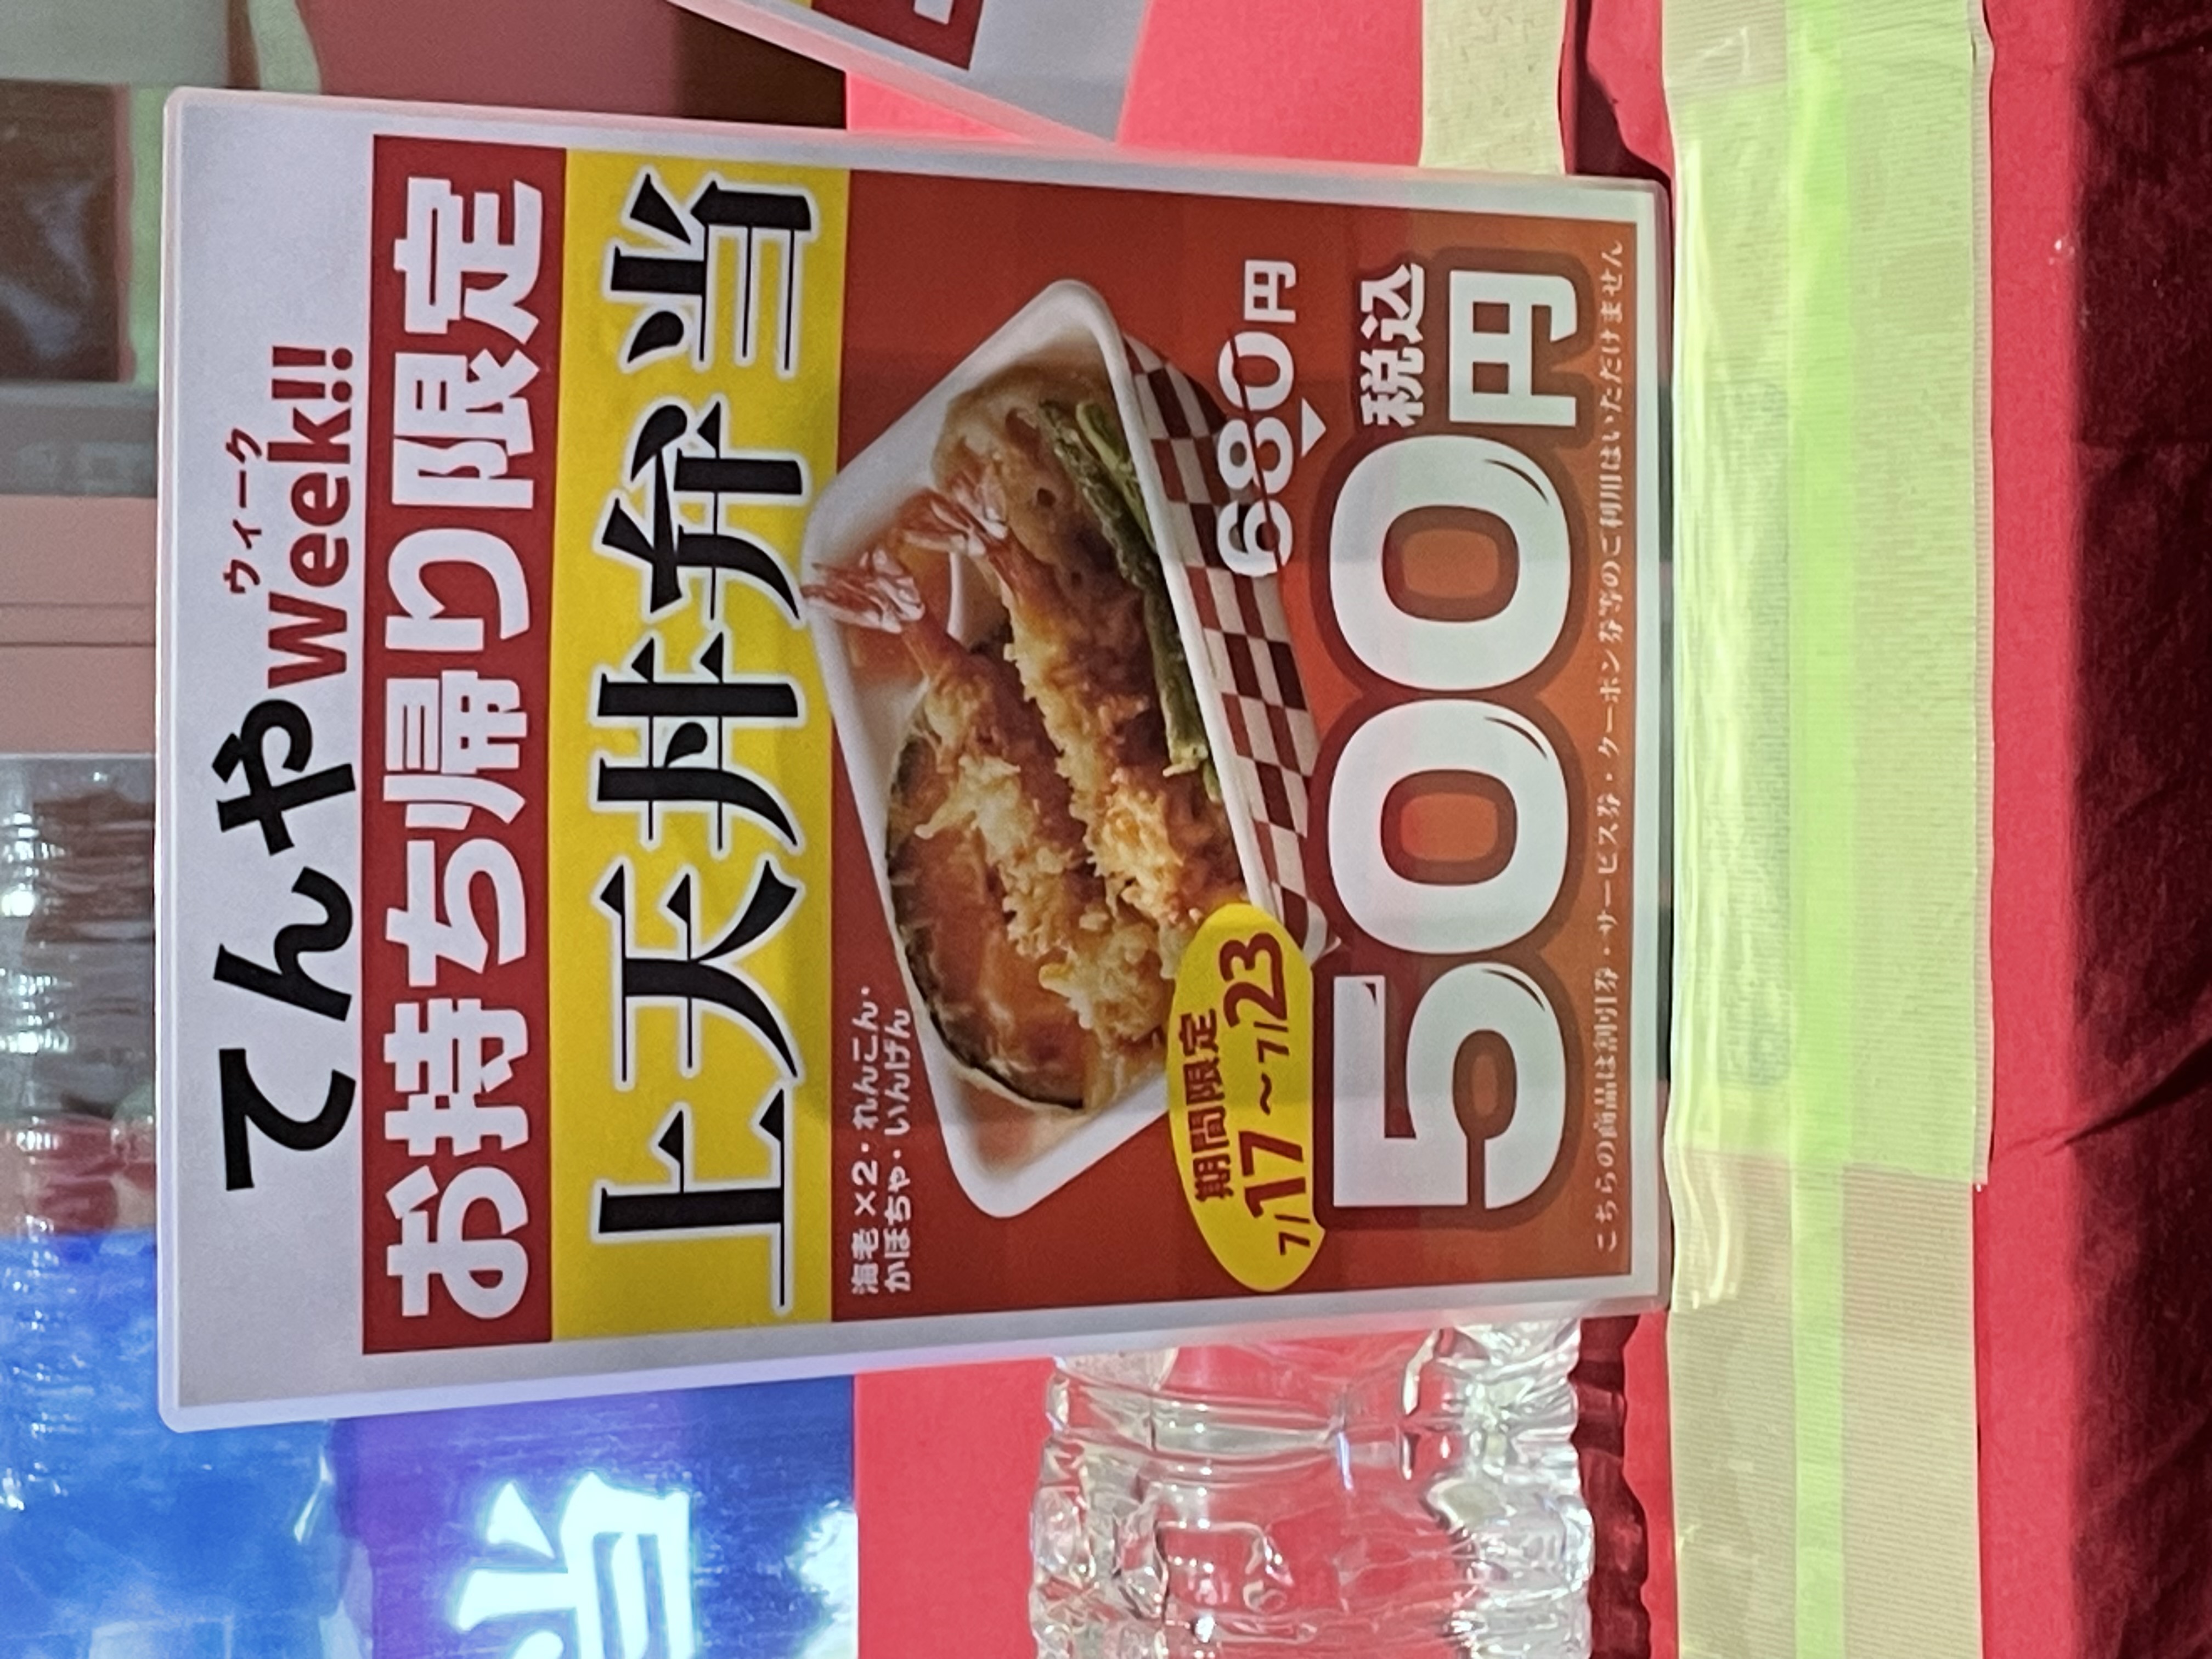 ウィーク
てんやWeek!!
お持ち帰り限定
上天丼弁当
海老×2・れんこん・
かぼちゃ・いんげん
680円
期間限定
7/17～7/23
税込
500円
こちらの商品は割引券・サービス券・クーポン券等のご利用はいただけません